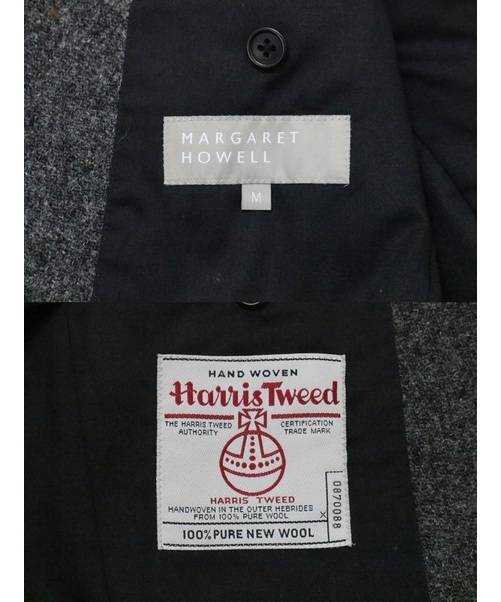 MARGARET
HOWELL
M
HAND WOVEN
Harris Tweed
THE HARRIS TWEED
AUTHORITY
CERTIFICATION
TRADE MARK
HARRIS TWEED
HANDWOVEN IN THE OUTER HEBRIDES
FROM 100% PURE WOOL
X
0870088
100% PURE NEW WOOL